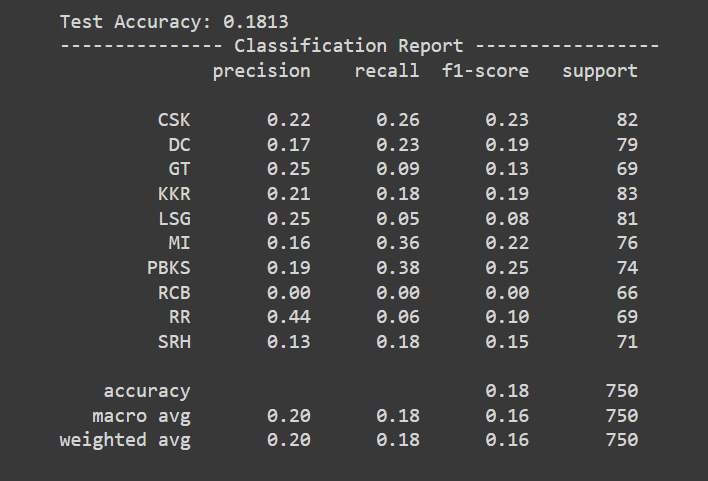 Test Accuracy: 0.1813
--------------- Classification Report -----------------
precision recall f1-score support
CSK 0.22 0.26 0.23 82
DC 0.17 0.23 0.19 79
GT 0.25 0.09 0.13 69
KKR 0.21 0.18 0.19 83
LSG 0.25 0.05 0.08 81
MI 0.16 0.36 0.22 76
PBKS 0.19 0.38 0.25 74
RCB 0.00 0.00 0.00 66
RR 0.44 0.06 0.10 69
SRH 0.13 0.18 0.15 71
accuracy 0.18 750
macro avg 0.20 0.18 0.16 750
weighted avg 0.20 0.18 0.16 750